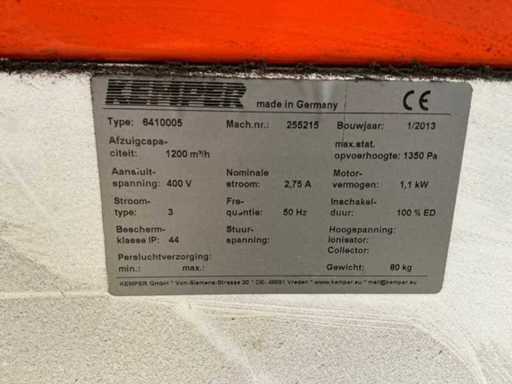 KEMPER made in Germany CE
Type: 6410005 Mach.nr.: 255215 Bouwjaar: 1/2013
Afzuigcapa- max.stat.
citeit: 1200 m³/h opvoerhoogte: 1350 Pa
Aansluit- Nominale Motor-
spanning: 400 V stroom: 2,75 A vermogen: 1,1 kW
Stroom- Fre- Inschakel-
type: 3 quentie: 50 Hz duur: 100 % ED
Bescherm- Stuur- Hoogspanning:
klasse IP: 44 spanning: Ionisator:
Collector:
Persluchtverzorging:
min.: max.: Gewicht: 80 kg
KEMPER GmbH * Von-Siemens-Strasse 20 * DE- 48691 Vreden * www.kemper.eu * mail@kemper.eu